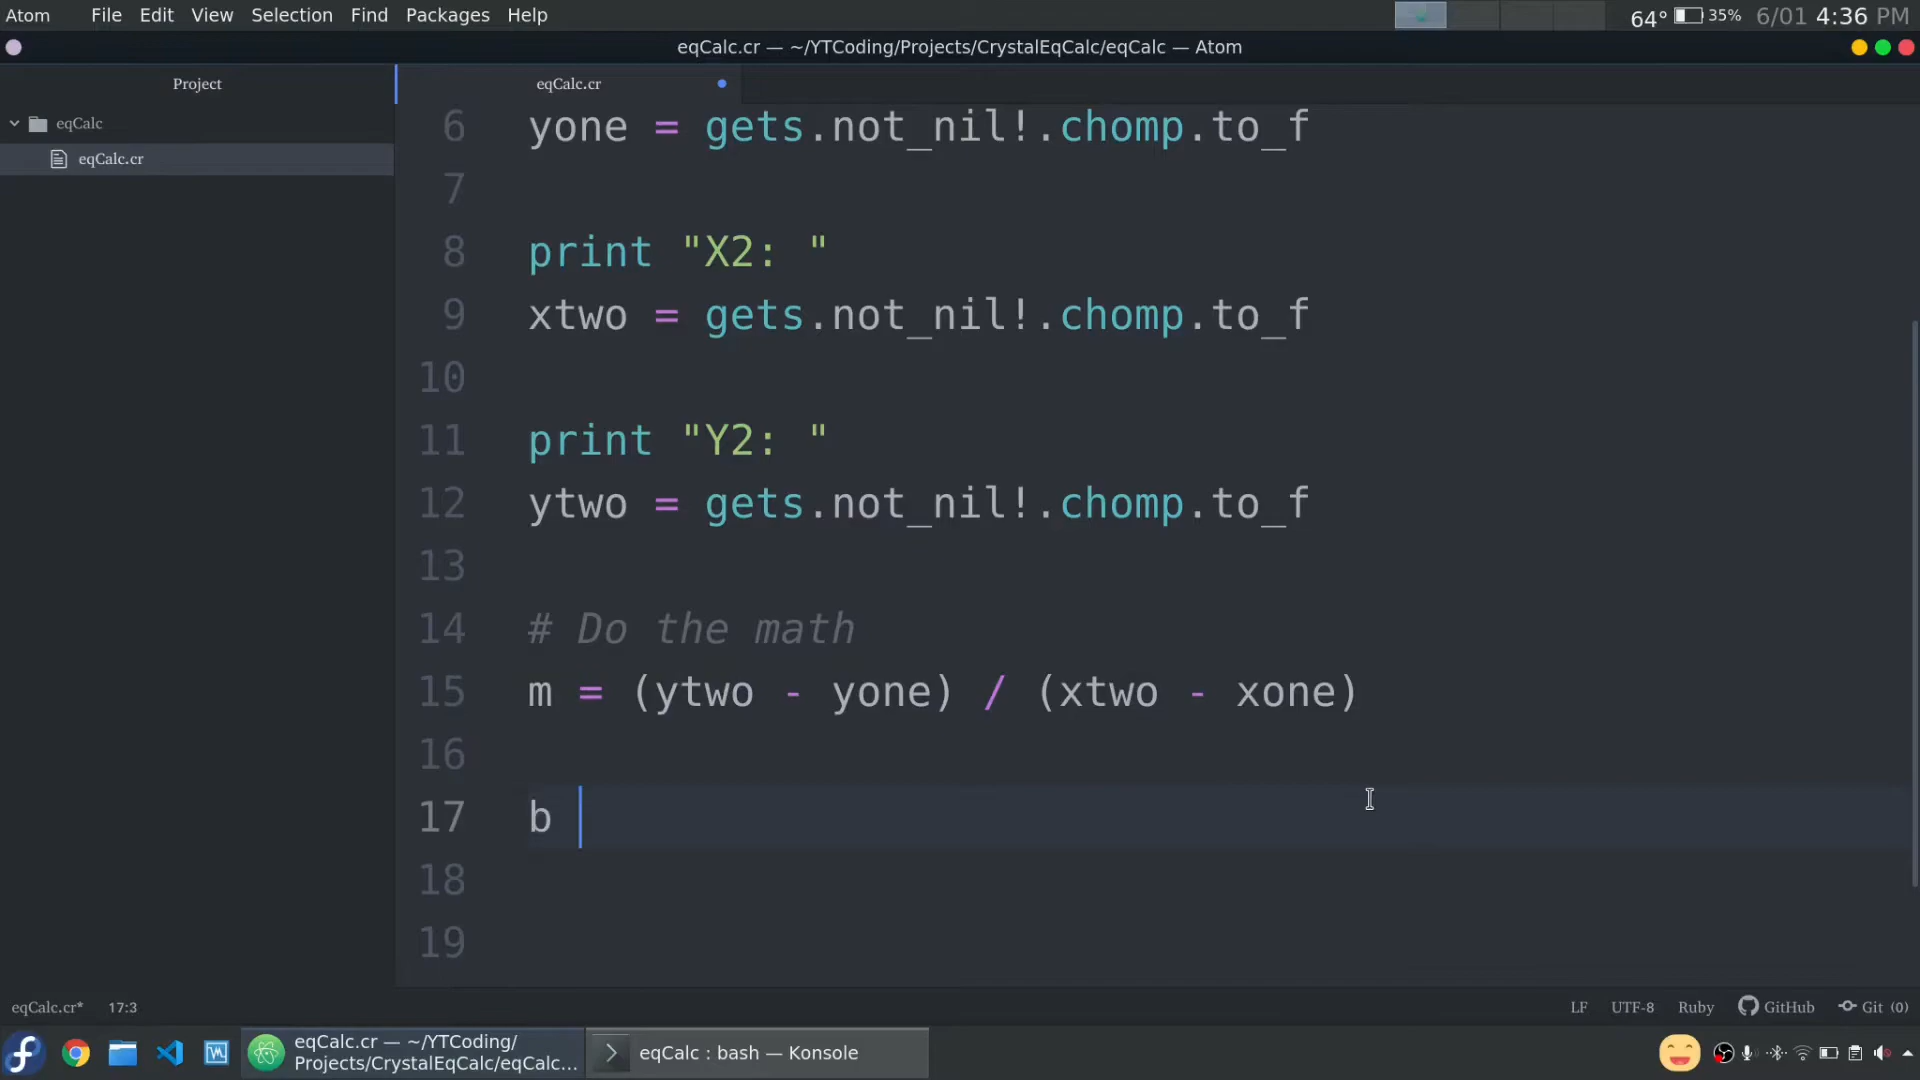 Atom File Edit View Selection Find Packages Help 64° 35% 6/01 4:36 PM
eqCalc.cr — ~/YTCoding/Projects/CrystalEqCalc/eqCalc — Atom
Project
eqCalc
eqCalc.cr
eqCalc.cr
6 yone = gets.not_nil!.chomp.to_f
7
8 print "X2: "
9 xtwo = gets.not_nil!.chomp.to_f
10
11 print "Y2: "
12 ytwo = gets.not_nil!.chomp.to_f
13
14 # Do the math
15 m = (ytwo - yone) / (xtwo - xone)
16
17 b
18
19
eqCalc.cr* 17:3 LF UTF-8 Ruby GitHub Git (0)
eqCalc.cr — ~/YTCoding/
Projects/CrystalEqCalc/eqCalc...
eqCalc : bash — Konsole